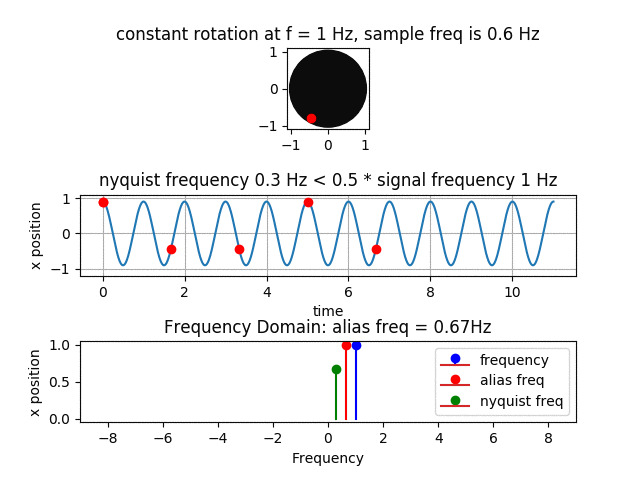 constant rotation at f = 1 Hz, sample freq is 0.6 Hz
1
0
−1
−1 0 1
nyquist frequency 0.3 Hz < 0.5 * signal frequency 1 Hz
1
0
−1
x position
0 2 4 6 8 10
time
Frequency Domain: alias freq = 0.67Hz
1.0
0.5
0.0
x position
frequency
alias freq
nyquist freq
−8 −6 −4 −2 0 2 4 6 8
Frequency